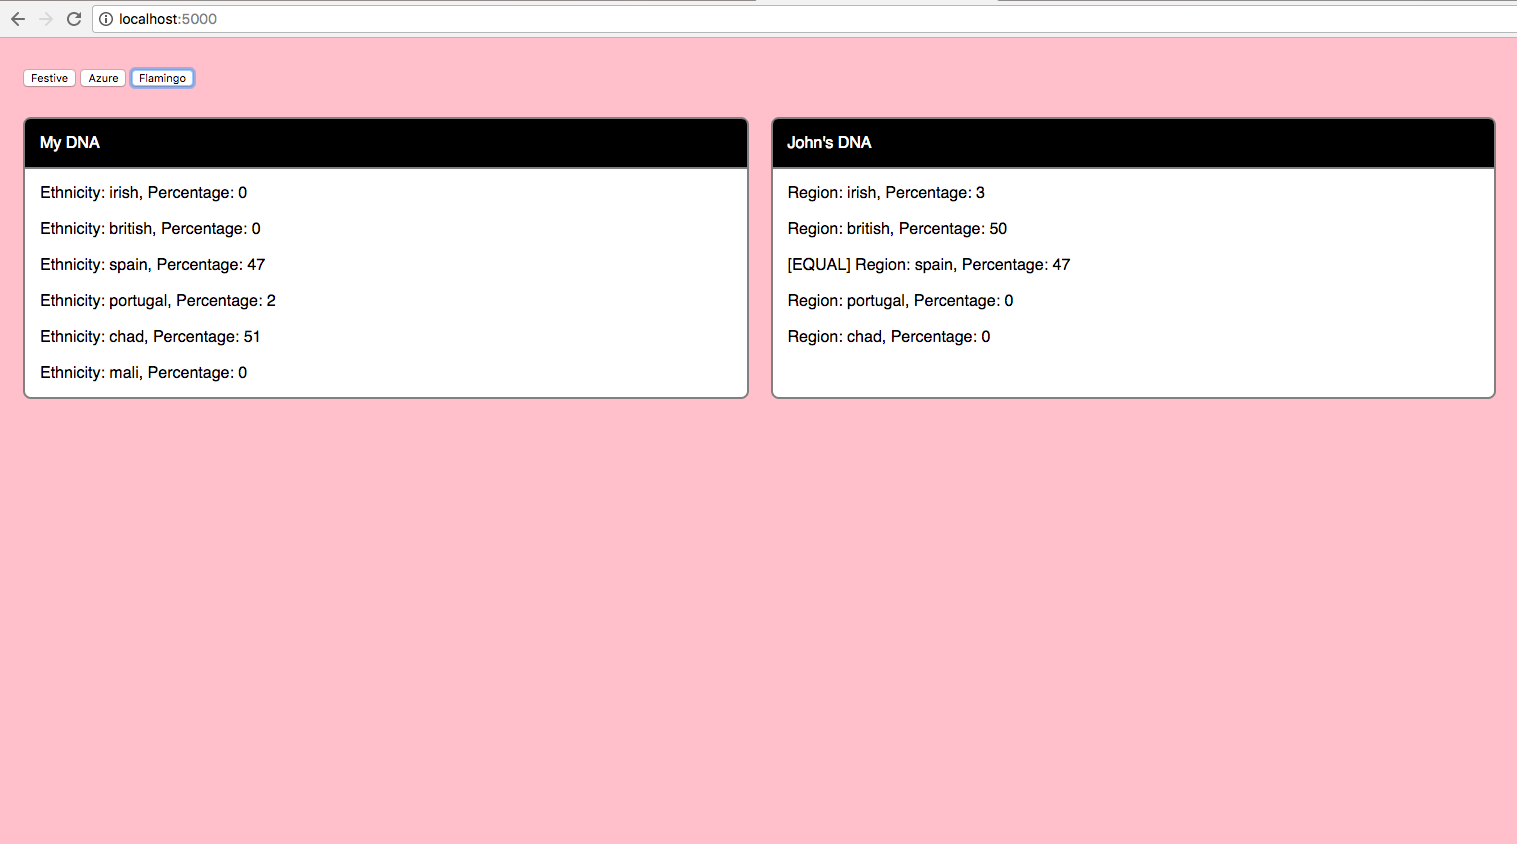 localhost:5000
Festive Azure Flamingo
My DNA
Ethnicity: irish, Percentage: 0
Ethnicity: british, Percentage: 0
Ethnicity: spain, Percentage: 47
Ethnicity: portugal, Percentage: 2
Ethnicity: chad, Percentage: 51
Ethnicity: mali, Percentage: 0
John's DNA
Region: irish, Percentage: 3
Region: british, Percentage: 50
[EQUAL] Region: spain, Percentage: 47
Region: portugal, Percentage: 0
Region: chad, Percentage: 0